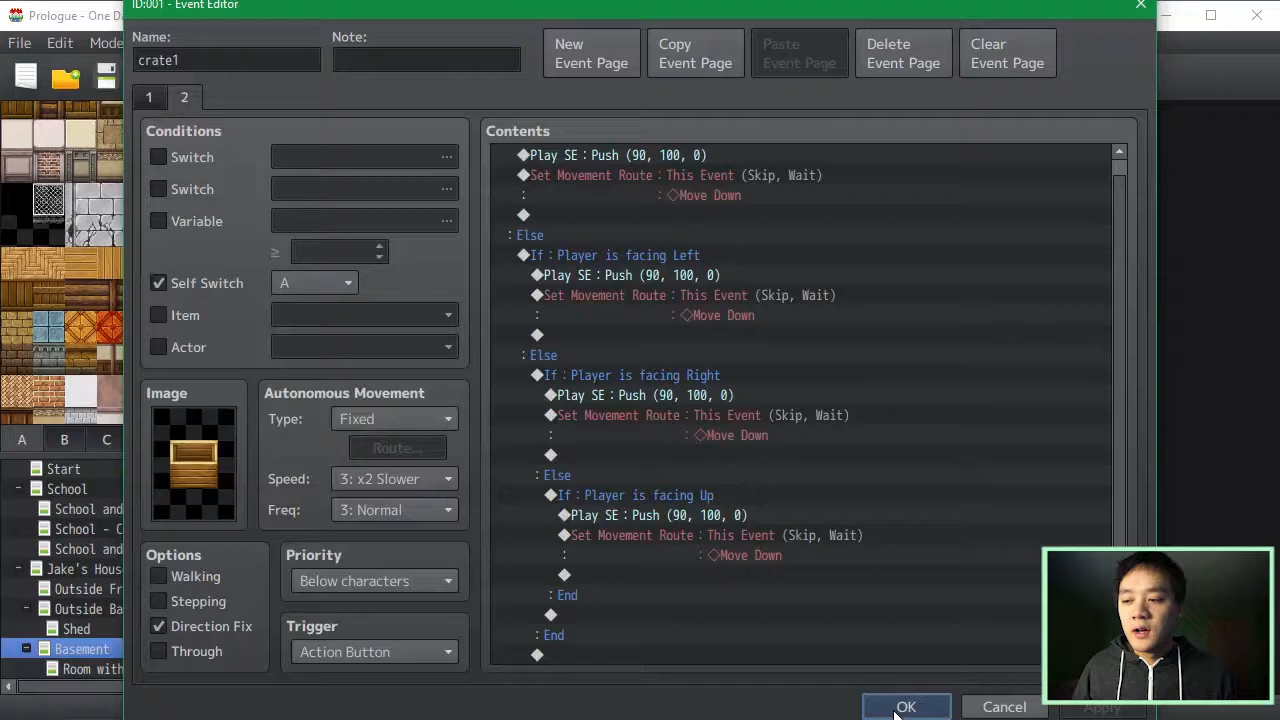 Prologue - One Da
ID:001 - Event Editor
File Edit Mode
Name:
Note:
crate1
New
Event Page
Copy
Event Page
Paste
Event Page
Delete
Event Page
Clear
Event Page
1 2
Conditions
Switch ...
Switch ...
Variable ...
≥
Self Switch A
Item
Actor
Image
Autonomous Movement
Type: Fixed
Route...
Speed: 3: x2 Slower
Freq: 3: Normal
Options
Walking
Stepping
Direction Fix
Through
Priority
Below characters
Trigger
Action Button
Contents
◆Play SE：Push (90, 100, 0)
◆Set Movement Route：This Event (Skip, Wait)
：　　　　　　　：◇Move Down
◆
：Else
◆If：Player is facing Left
◆Play SE：Push (90, 100, 0)
◆Set Movement Route：This Event (Skip, Wait)
：　　　　　　　：◇Move Down
◆
：Else
◆If：Player is facing Right
◆Play SE：Push (90, 100, 0)
◆Set Movement Route：This Event (Skip, Wait)
：　　　　　　　：◇Move Down
◆
：Else
◆If：Player is facing Up
◆Play SE：Push (90, 100, 0)
◆Set Movement Route：This Event (Skip, Wait)
：　　　　　　　：◇Move Down
◆
：End
◆
：End
◆
A B C
Start
School
School and
School - C
School and
Jake's Hous
Outside Fr
Outside Ba
Shed
Basement
Room with
OK
Cancel
Apply